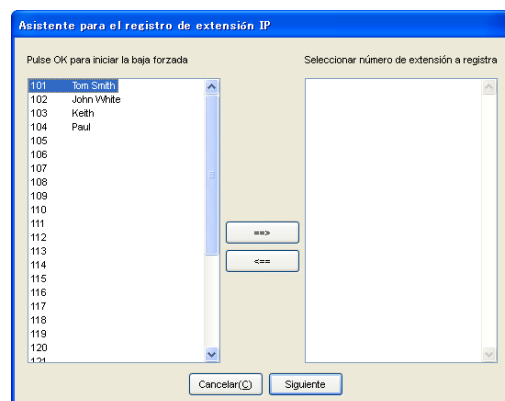 Asistente para el registro de extensión IP
Pulse OK para iniciar la baja forzada
Seleccionar número de extensión a registra
101 Tom Smith
102 John White
103 Keith
104 Paul
105
106
107
108
109
110
111
112
113
114
115
116
117
118
119
120
121
==>
<==
Cancelar(C)
Siguiente